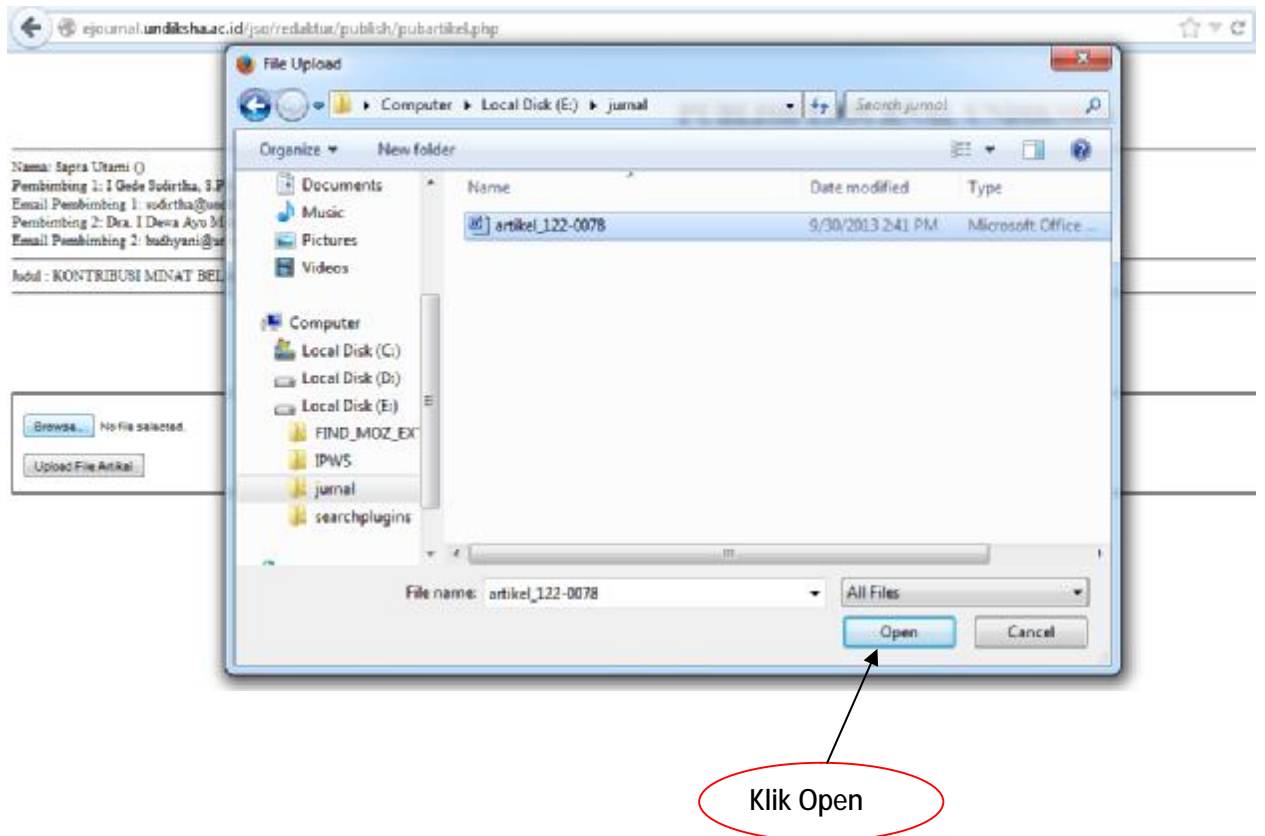 ejournal.undiksha.ac.id/jso/redaktur/publish/pubartikel.php
File Upload
Computer Local Disk (E:) jurnal
Search jurnal
Organize New folder
Nama: Sapra Utami ()
Pembimbing 1: I Gede Sudirtha, S.P
Email Pembimbing 1: sudirtha@und
Pembimbing 2: Dra. I Dewa Ayu M
Email Pembimbing 2: budhyani@un
Judul : KONTRIBUSI MINAT BEL
Browse... No file selected.
Upload File Artikel
Documents
Music
Pictures
Videos
Computer
Local Disk (C:)
Local Disk (D:)
Local Disk (E:)
FIND_MOZ_EXT
IPWS
jurnal
searchplugins
Name Date modified Type
artikel_122-0078 9/30/2013 2:41 PM Microsoft Office ...
File name: artikel_122-0078 All Files
Open Cancel
Klik Open